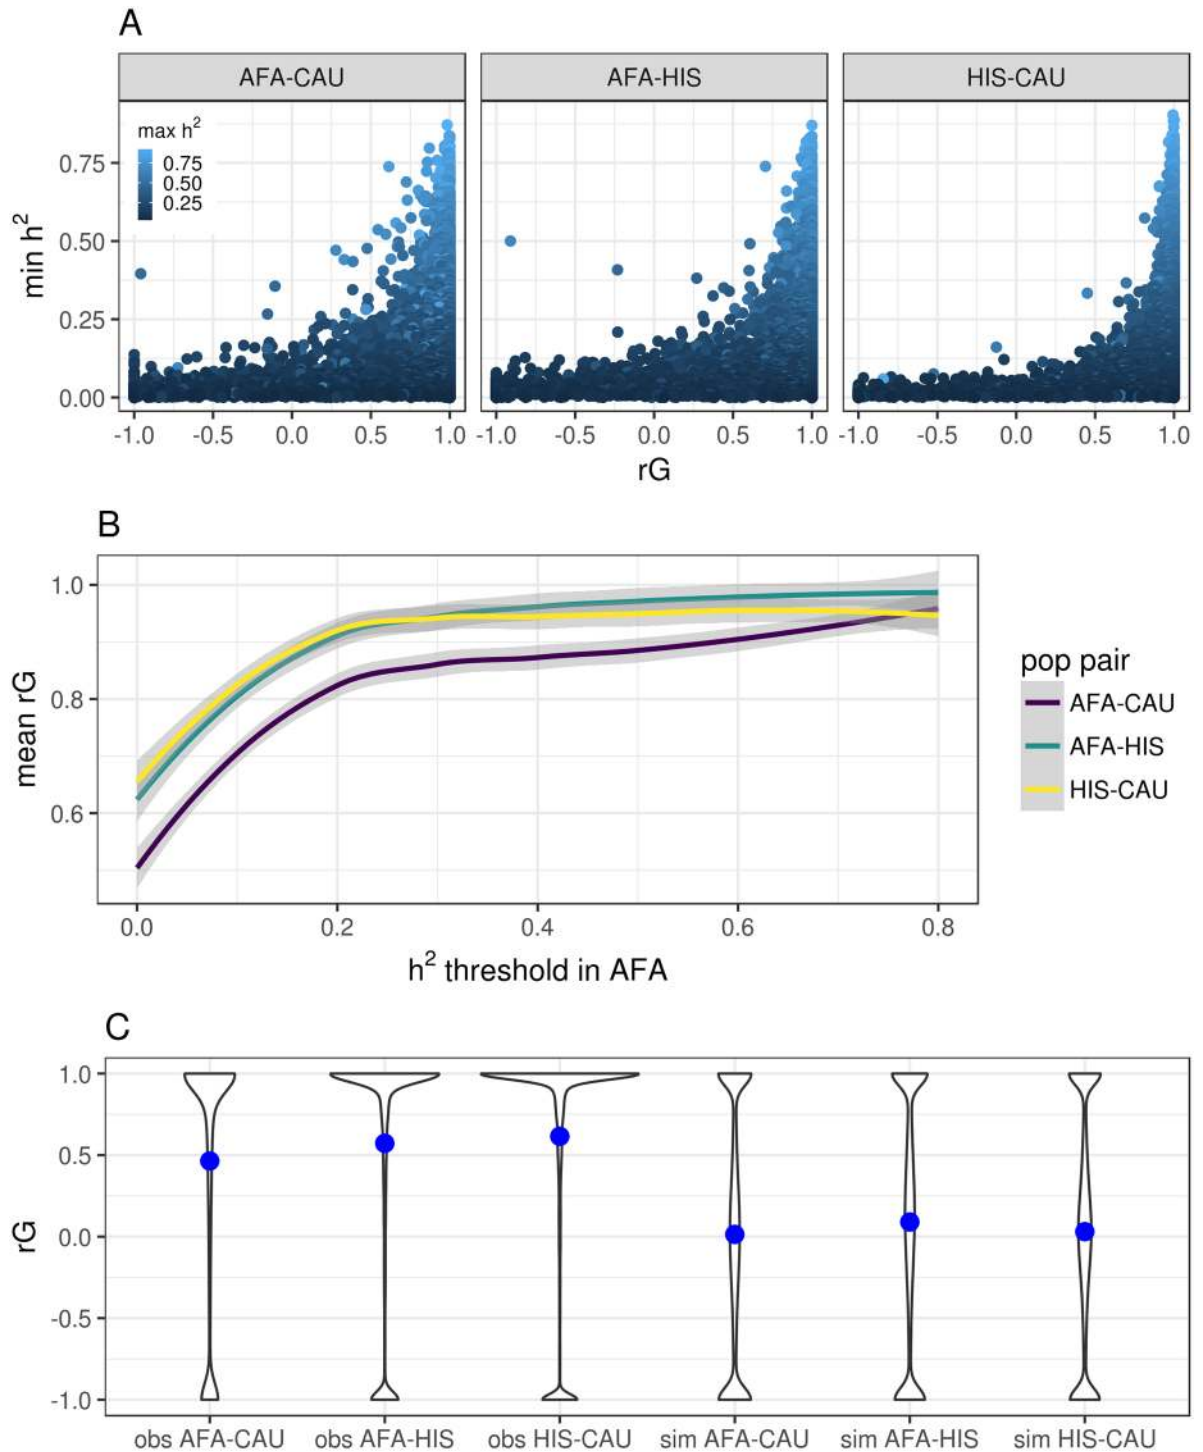 A
AFA-CAU AFA-HIS HIS-CAU
max h²
0.75
0.50
0.25
min h²
0.75
0.50
0.25
0.00
-1.0 -0.5 0.0 0.5 1.0 -1.0 -0.5 0.0 0.5 1.0 -1.0 -0.5 0.0 0.5 1.0
rG
B
mean rG
1.0
0.8
0.6
0.0 0.2 0.4 0.6 0.8
h² threshold in AFA
pop pair
AFA-CAU
AFA-HIS
HIS-CAU
C
rG
1.0
0.5
0.0
-0.5
-1.0
obs AFA-CAU obs AFA-HIS obs HIS-CAU sim AFA-CAU sim AFA-HIS sim HIS-CAU